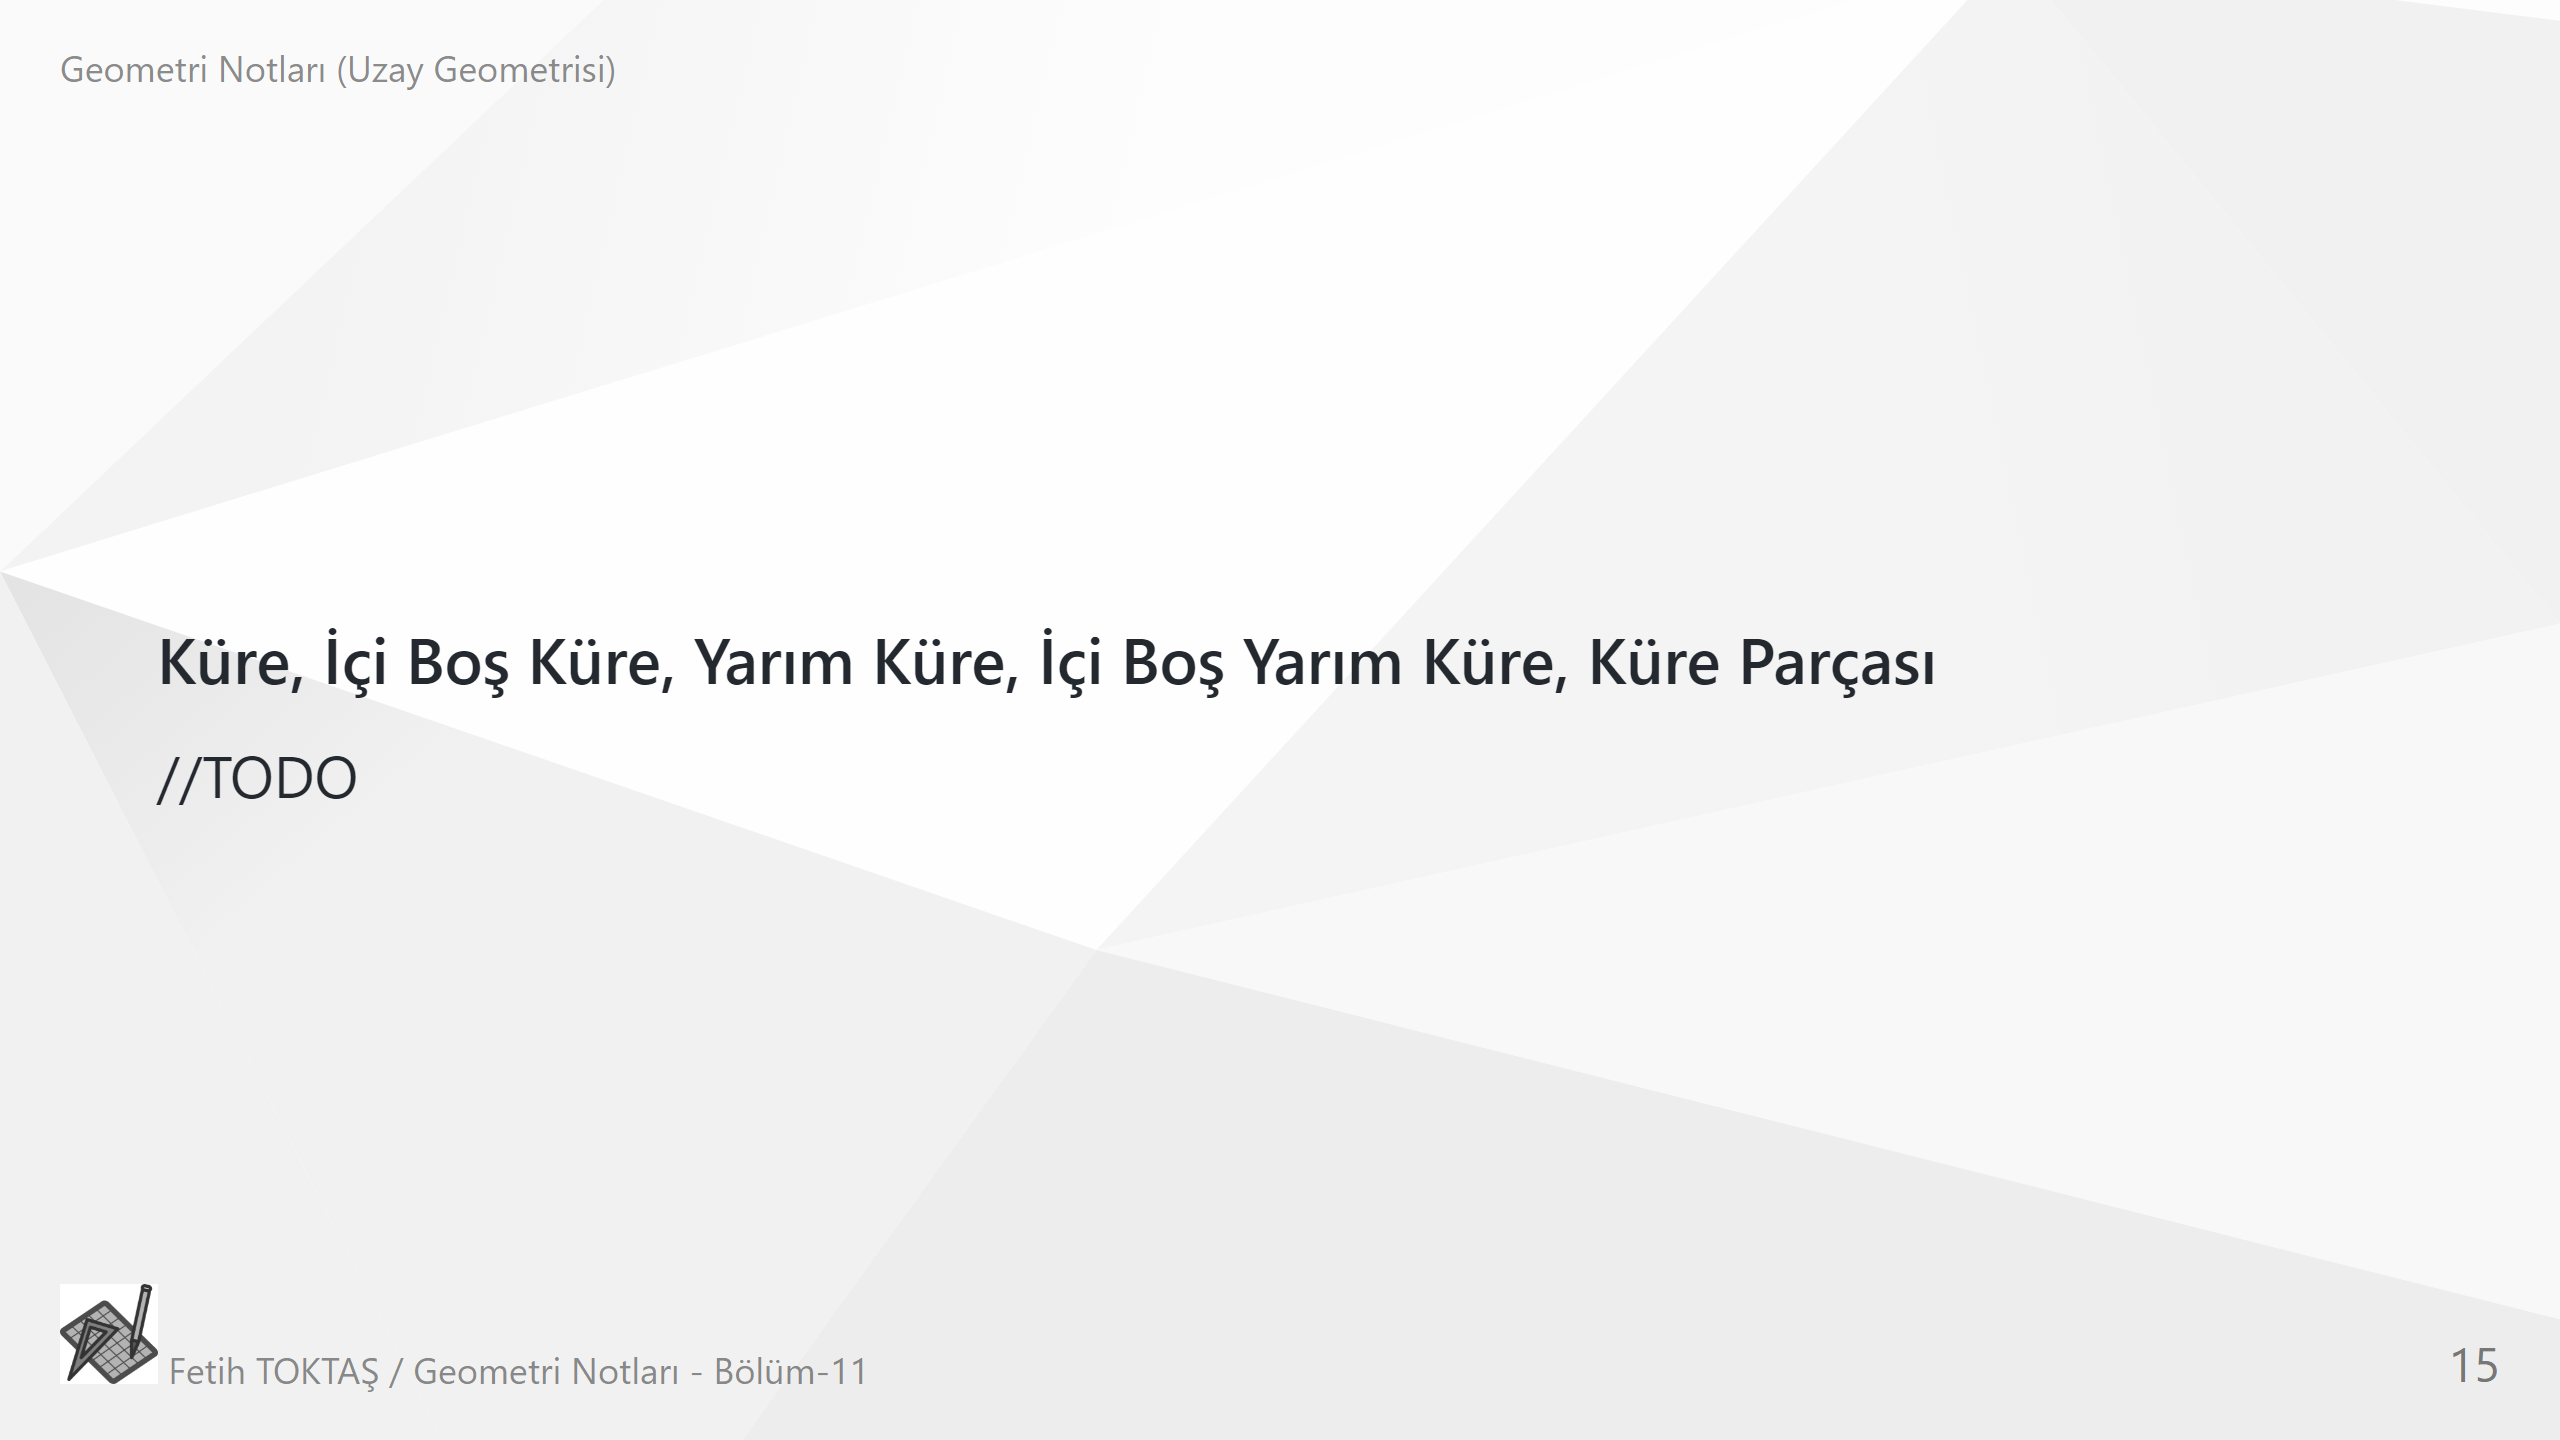 Geometri Notları (Uzay Geometrisi)
Küre, İçi Boş Küre, Yarım Küre, İçi Boş Yarım Küre, Küre Parçası
//TODO
Fetih TOKTAŞ / Geometri Notları - Bölüm-11
15